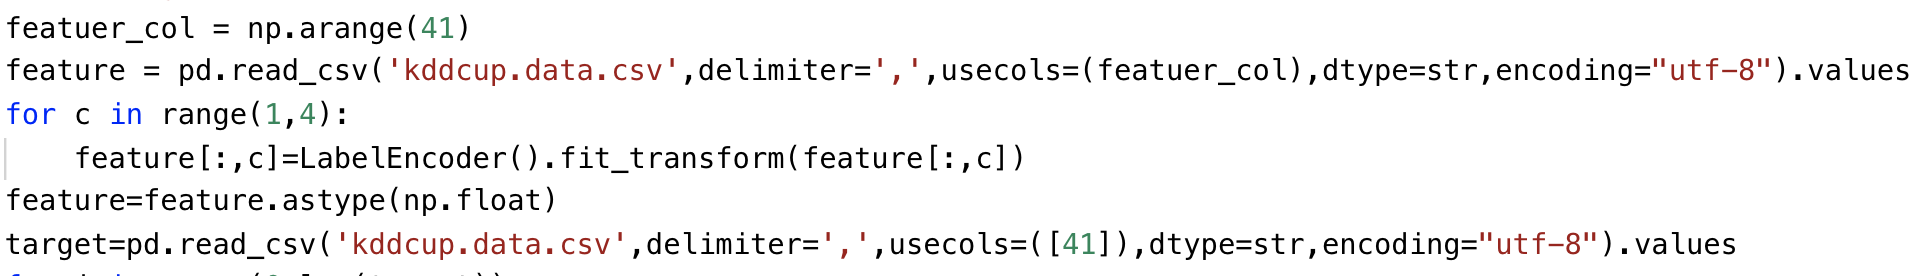 featuer_col = np.arange(41)
feature = pd.read_csv('kddcup.data.csv',delimiter=',',usecols=(featuer_col),dtype=str,encoding="utf-8").values
for c in range(1,4):
    feature[:,c]=LabelEncoder().fit_transform(feature[:,c])
feature=feature.astype(np.float)
target=pd.read_csv('kddcup.data.csv',delimiter=',',usecols=([41]),dtype=str,encoding="utf-8").values